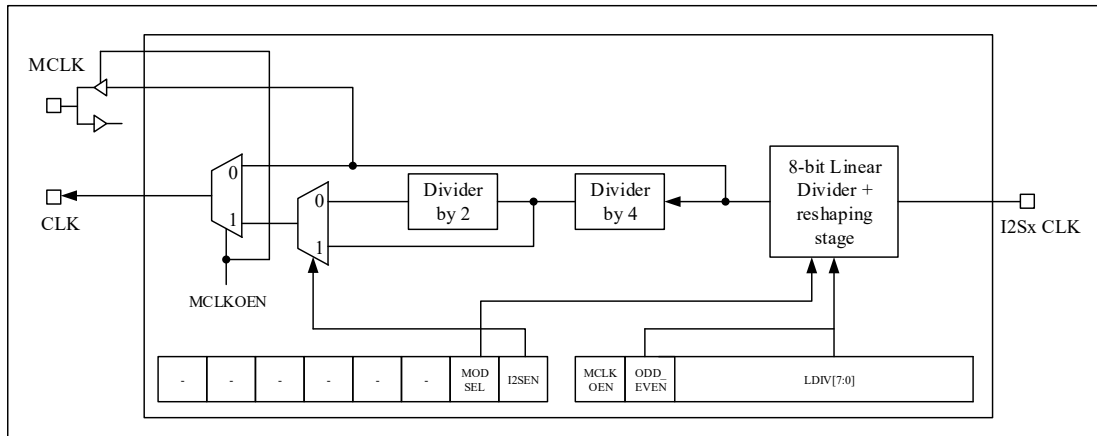 MCLK
CLK
0
1
MCLKOEN
0
1
Divider
by 2
Divider
by 4
8-bit Linear
Divider +
reshaping
stage
I2Sx CLK
-
-
-
-
-
-
MOD
SEL
I2SEN
MCLK
OEN
ODD_
EVEN
LDIV[7:0]